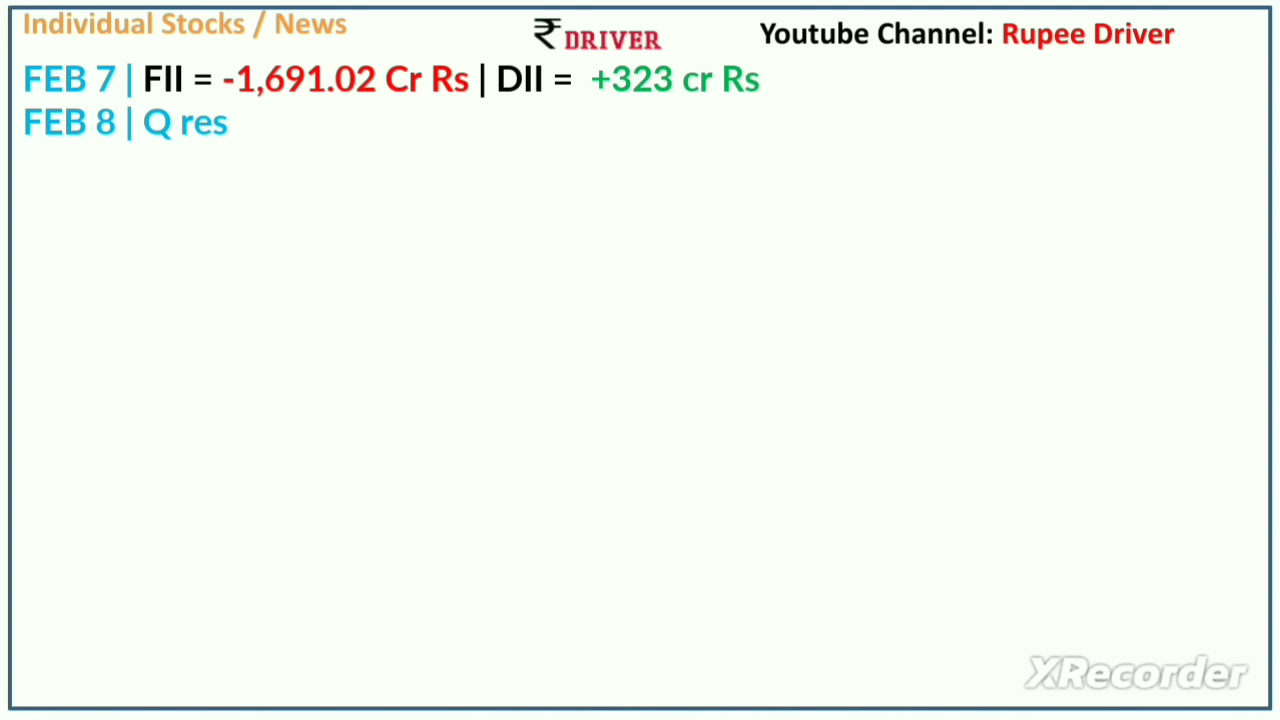 Individual Stocks / News
₹ DRIVER
Youtube Channel: Rupee Driver
FEB 7 | FII = -1,691.02 Cr Rs | DII = +323 cr Rs
FEB 8 | Q res
XRecorder